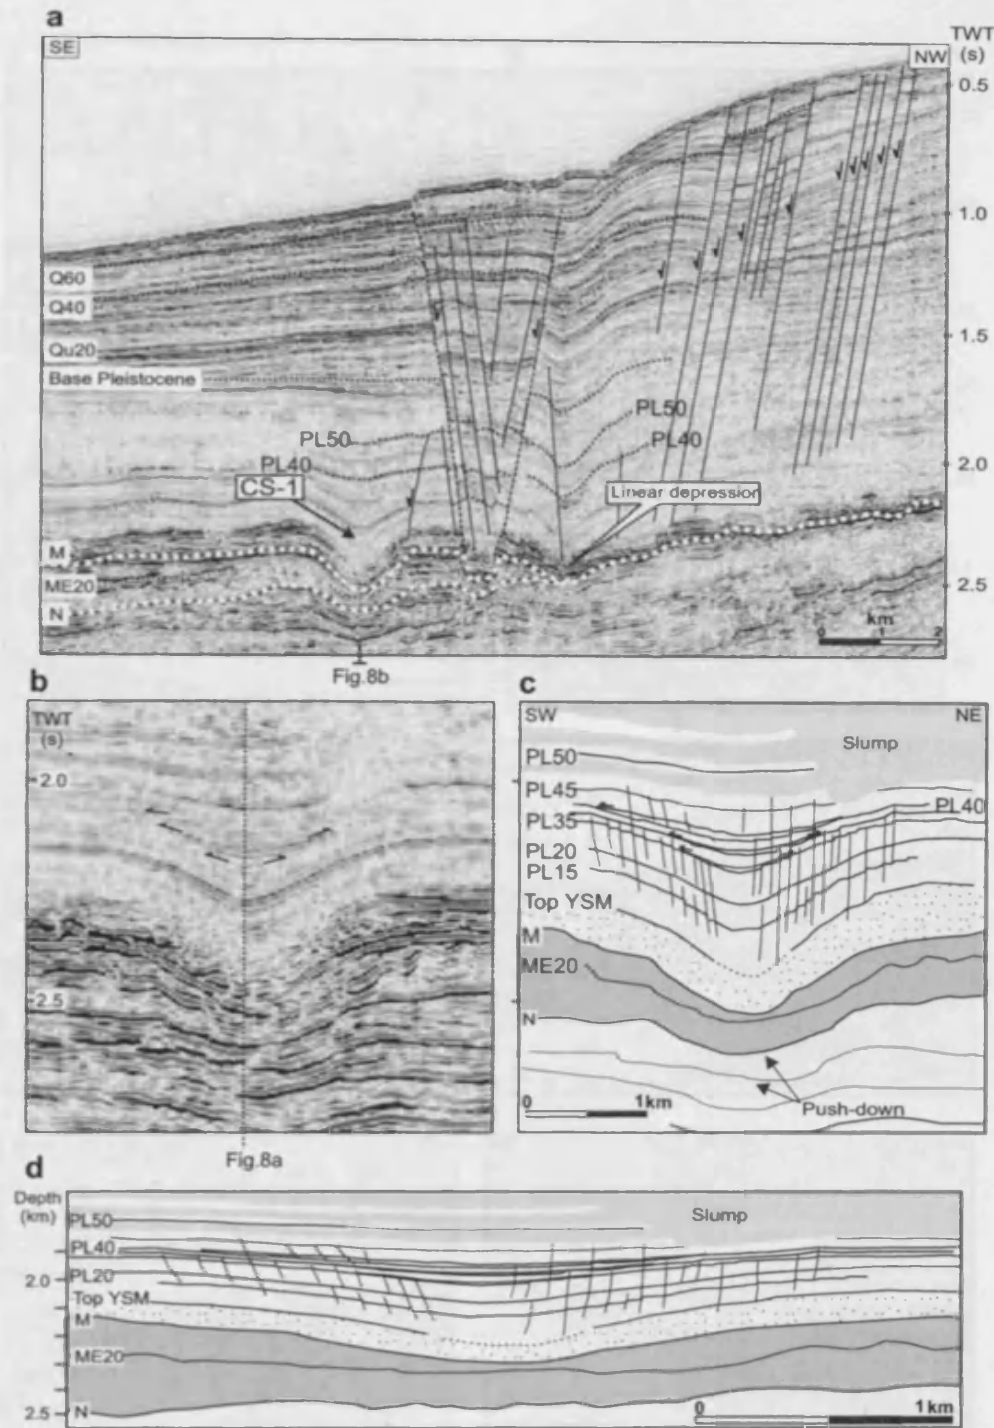 a
SE
NW
TWT
(s)
0.5
1.0
1.5
2.0
2.5
Q60
Q40
Qu20
Base Pleistocene
PL50
PL40
PL50
PL40
CS-1
Linear depression
M
ME20
N
km
0 1 2
Fig.8b
b
TWT
(s)
2.0
2.5
Fig.8a
c
SW
NE
Slump
PL50
PL45
PL40
PL35
PL20
PL15
Top YSM
M
ME20
N
0 1km
Push-down
d
Depth
(km)
2.0
2.5
PL50
Slump
PL40
PL20
Top YSM
M
ME20
N
0 1km